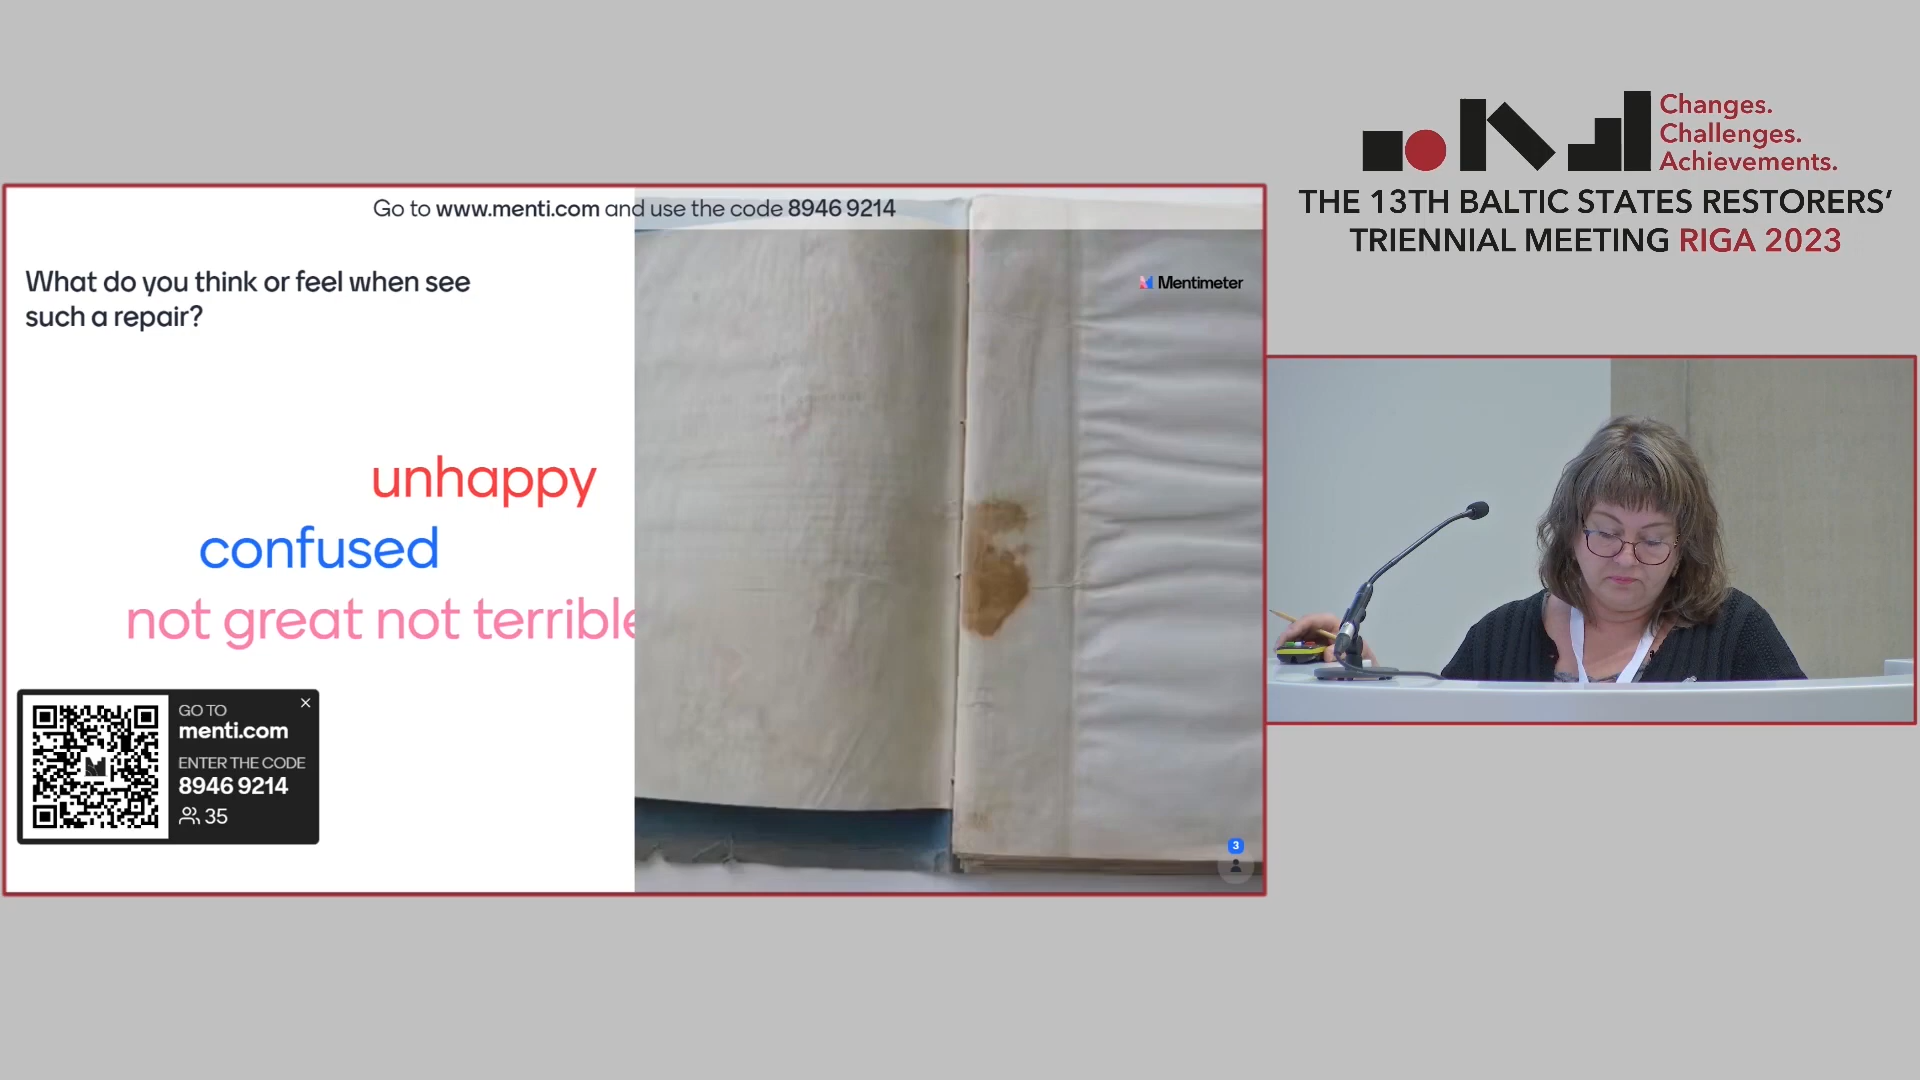 Go to www.menti.com and use the code 8946 9214
What do you think or feel when see
such a repair?
Mentimeter
unhappy
confused
not great not terrible
GO TO
menti.com
ENTER THE CODE
8946 9214
35
3
Changes.
Challenges.
Achievements.
THE 13TH BALTIC STATES RESTORERS’
TRIENNIAL MEETING RIGA 2023